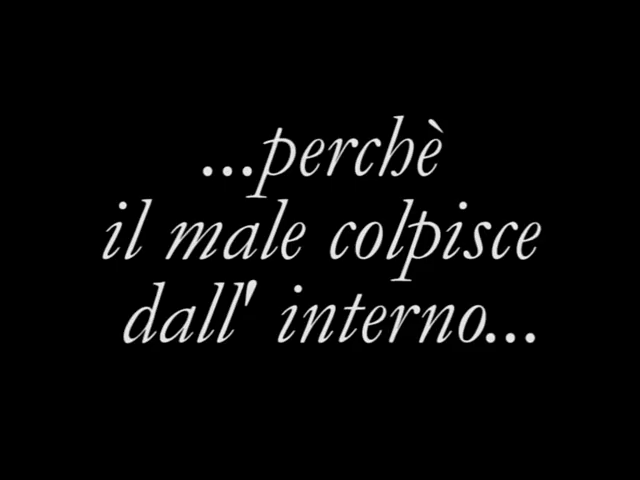 ...perchè
il male colpisce
dall' interno...